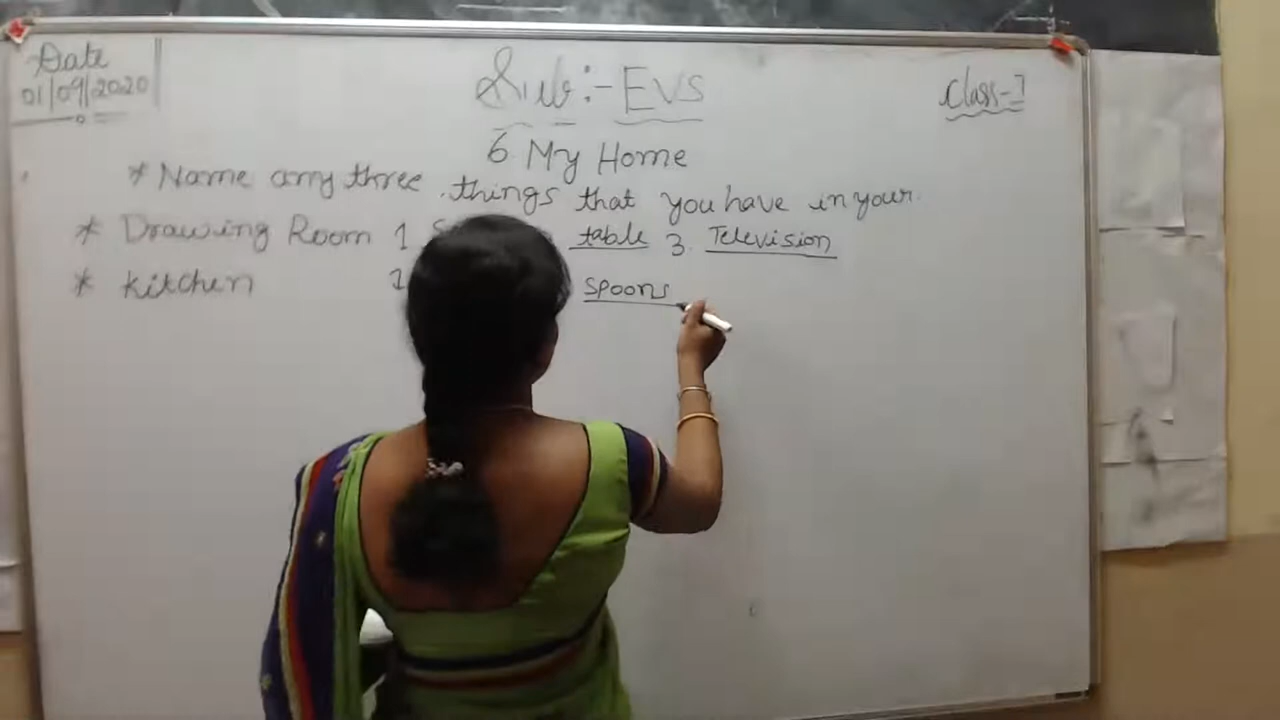 Date
01/09/2020
Sub:- EVS
Class-I
6 My Home
* Name any three things that you have in your
* Drawing Room 1 table 3. Television
* Kitchen 1 spoons